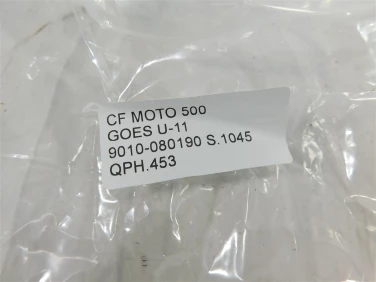 CF MOTO 500
GOES U-11
9010-080190 S.1045
QPH.453